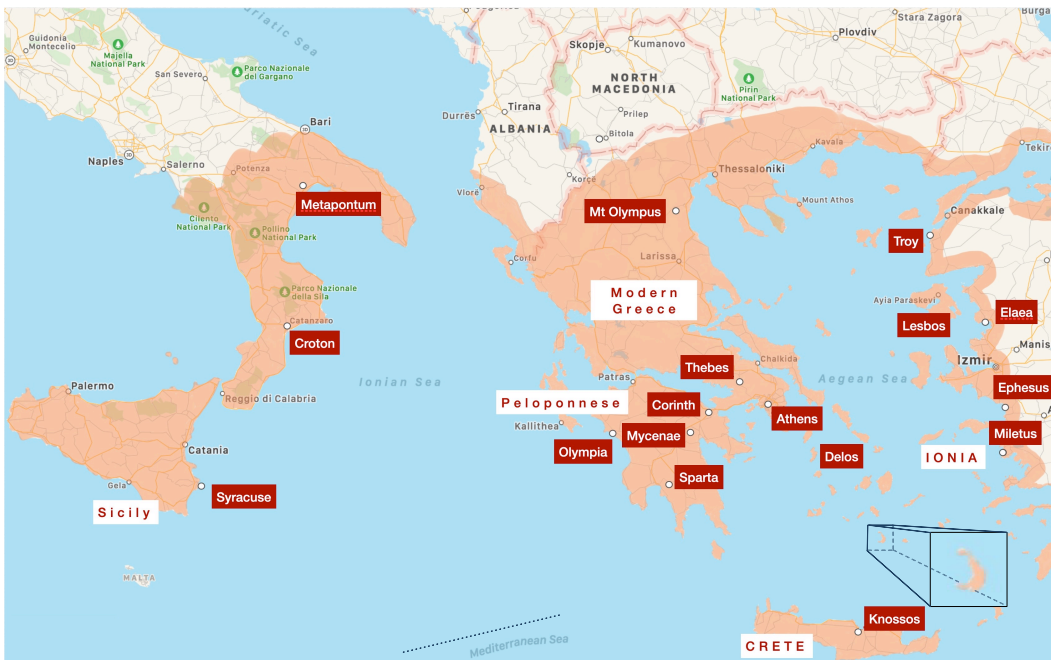 Guidonia
Montecelio
Majella
National Park
Adriatic Sea
San Severo
Parco Nazionale
del Gargano
Bari
Naples
Salerno
Potenza
Metapontum
Cilento
National Park
Pollino
National Park
Parco Nazionale
della Sila
Catanzaro
Croton
Palermo
Reggio di Calabria
Catania
Gela
Syracuse
Sicily
MALTA
Ionian Sea
Mediterranean Sea
Skopje
Kumanovo
NORTH
MACEDONIA
Prilep
Bitola
Durrës
Tirana
ALBANIA
Korçë
Vlorë
Corfu
Stara Zagora
Plovdiv
Pirin
National Park
Kavala
Thessaloniki
Mount Athos
Mt Olympus
Larissa
Modern
Greece
Canakkale
Troy
Ayia Paraskevi
Lesbos
Elaea
Manis
Izmir
Aegean Sea
Chalkida
Thebes
Patras
Peloponnese
Corinth
Kallithea
Athens
Olympia
Mycenae
Sparta
Delos
Ephesus
Miletus
IONIA
Knossos
CRETE